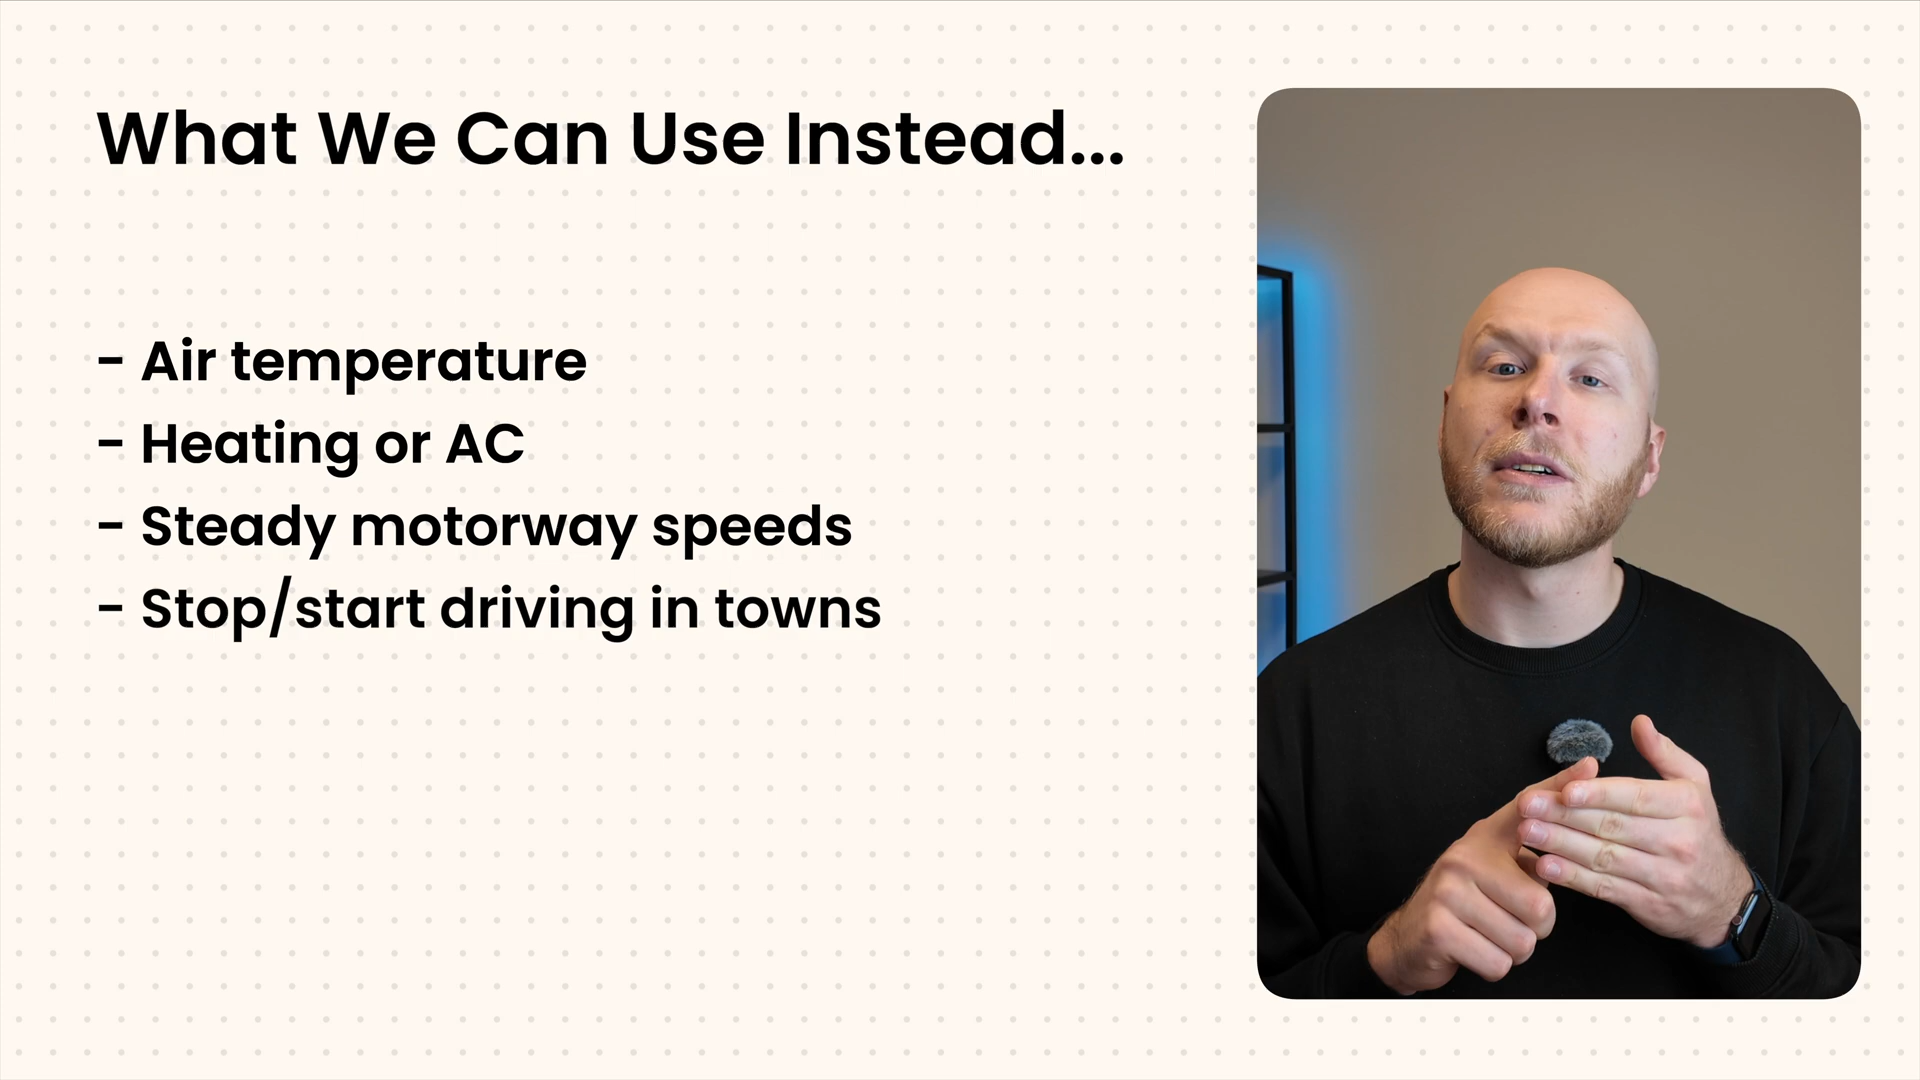 What We Can Use Instead...
- Air temperature
- Heating or AC
- Steady motorway speeds
- Stop/start driving in towns